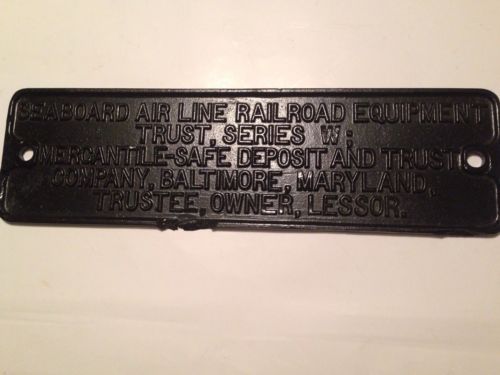 SEABOARD AIR LINE RAILROAD EQUIPMENT
TRUST, SERIES W;
MERCANTILE-SAFE DEPOSIT AND TRUST
COMPANY, BALTIMORE, MARYLAND,
TRUSTEE, OWNER, LESSOR.